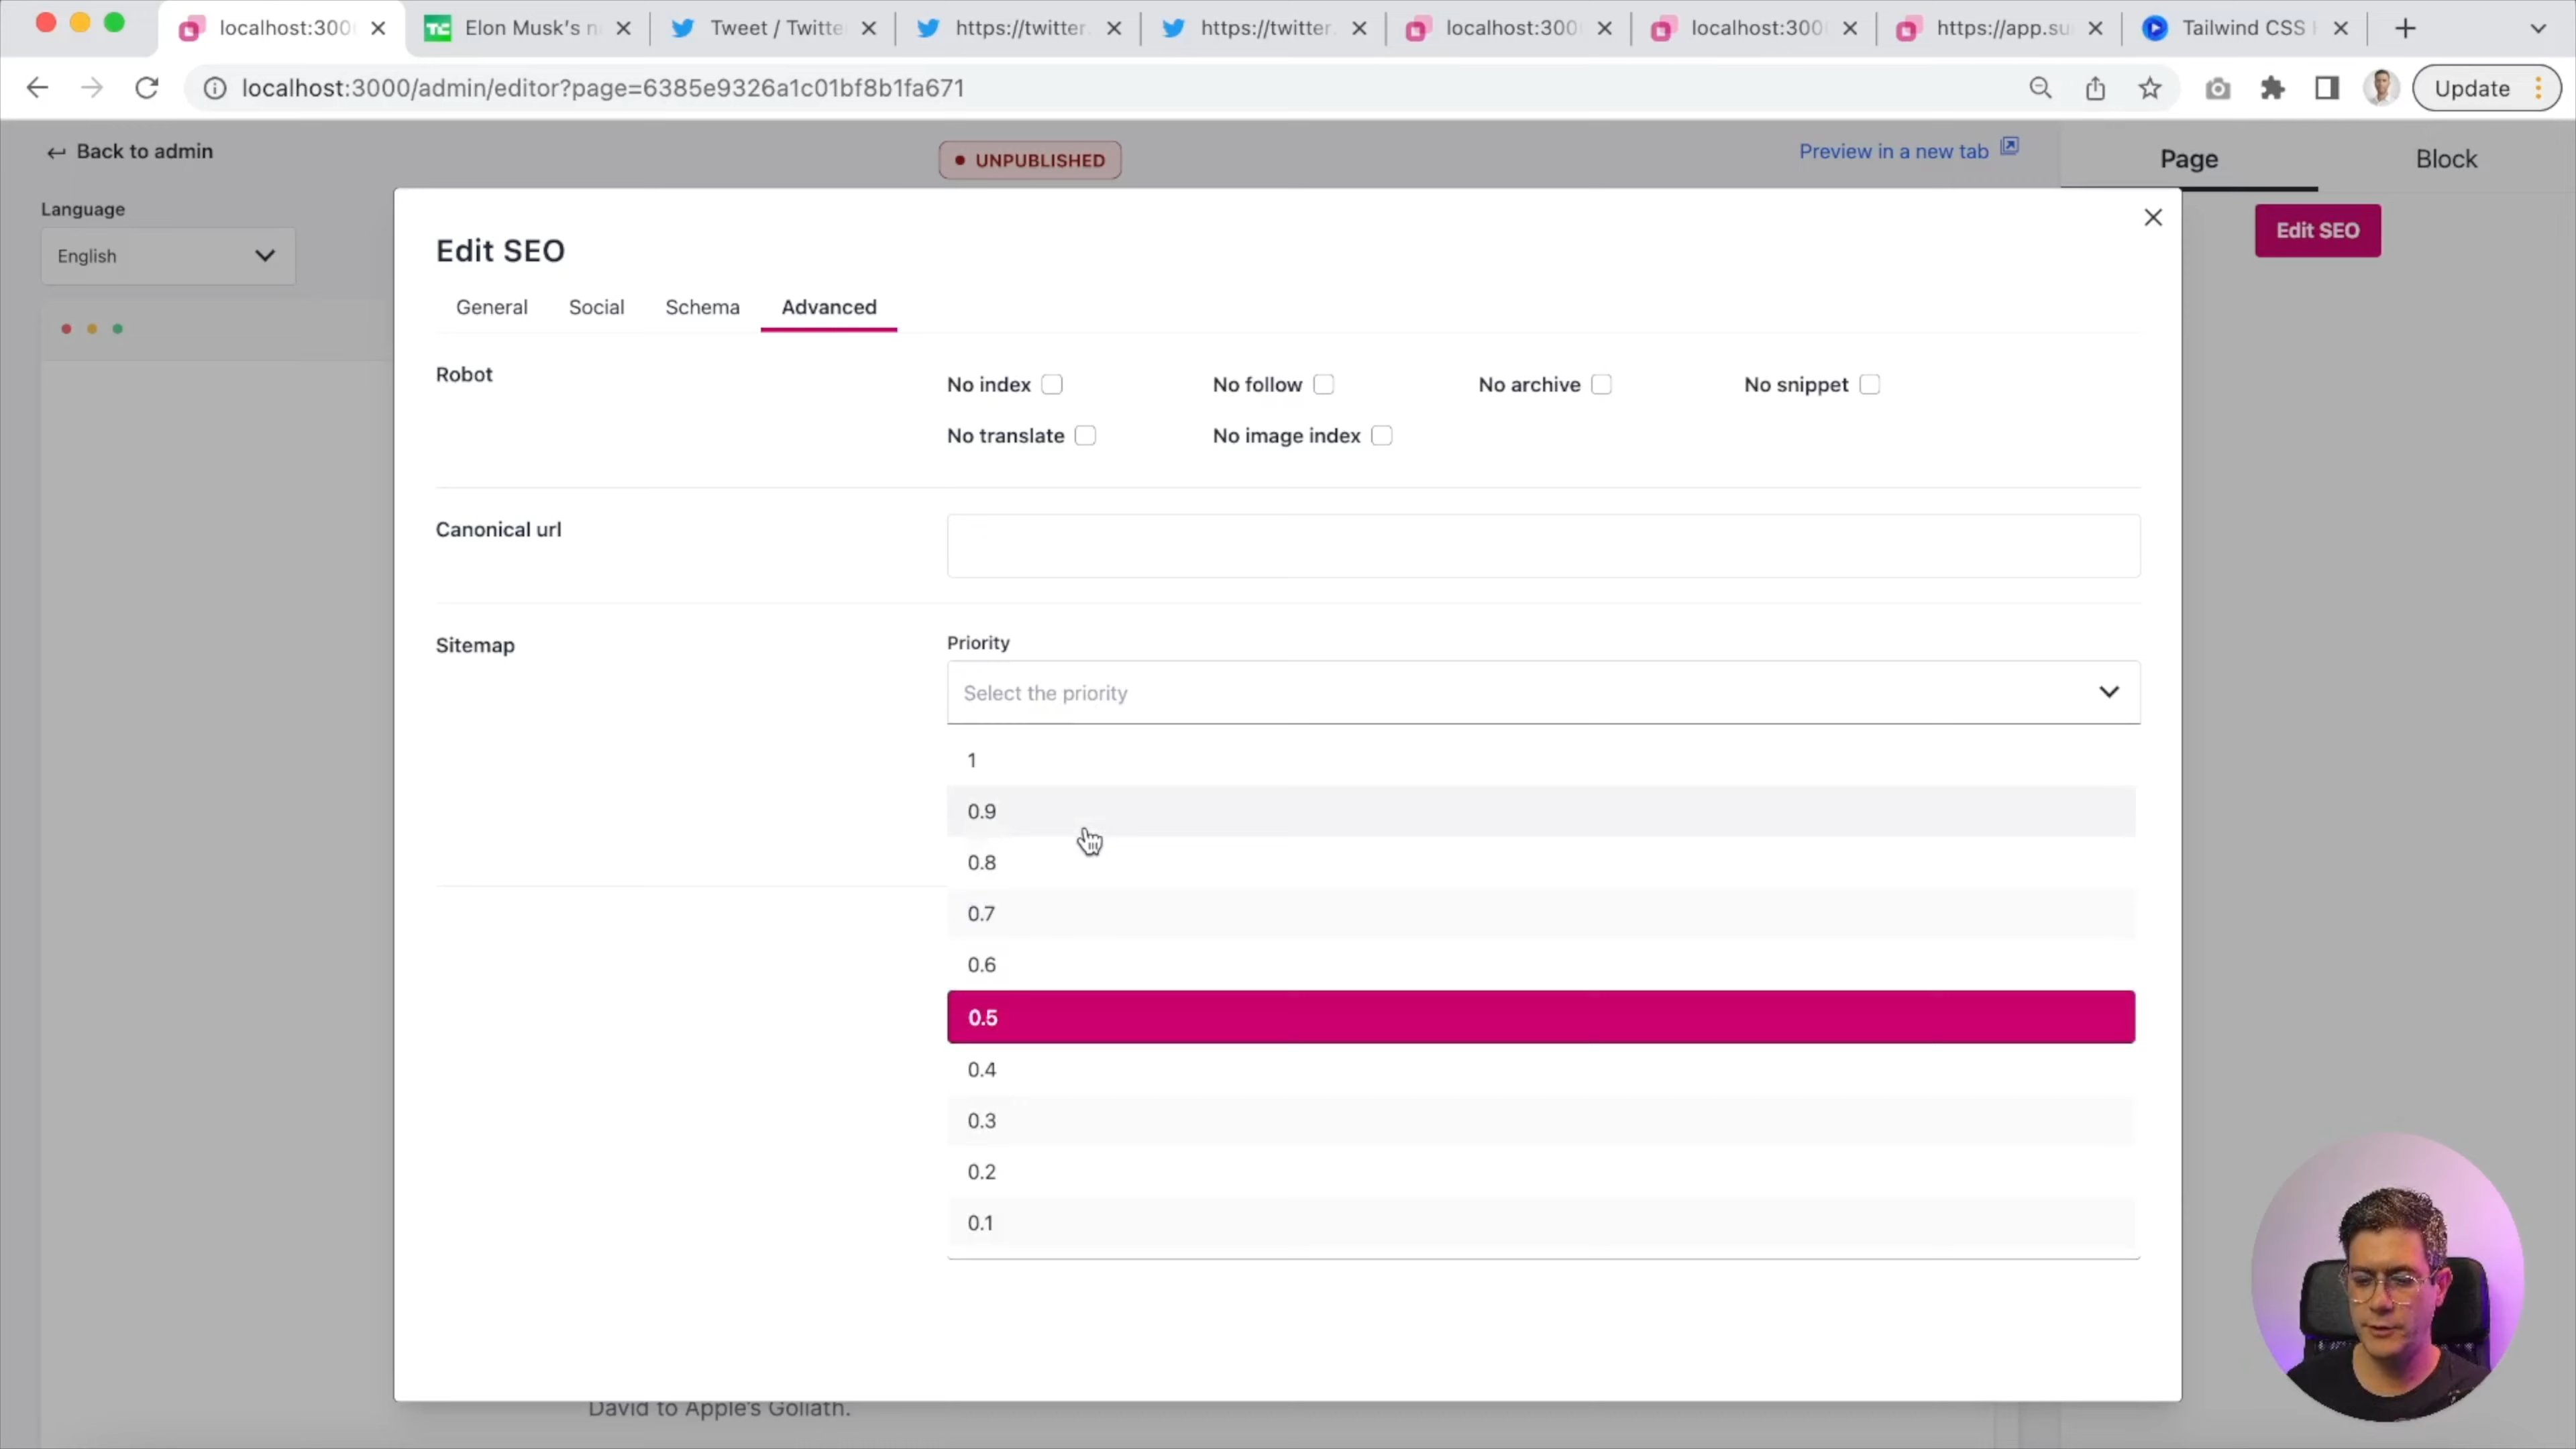 localhost:300
Elon Musk's n
Tweet / Twitte
https://twitter.
https://twitter.
localhost:300
localhost:300
https://app.su
Tailwind CSS
localhost:3000/admin/editor?page=6385e9326a1c01bf8b1fa671
Update
Back to admin
UNPUBLISHED
Preview in a new tab
Page
Block
Language
English
Edit SEO
Edit SEO
General
Social
Schema
Advanced
Robot
No index
No follow
No archive
No snippet
No translate
No image index
Canonical url
Sitemap
Priority
Select the priority
1
0.9
0.8
0.7
0.6
0.5
0.4
0.3
0.2
0.1
David to Apple's Goliath.